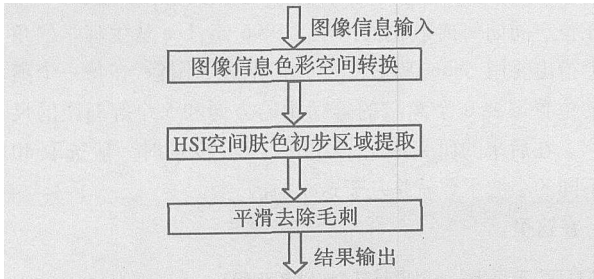 图像信息输入
图像信息色彩空间转换
HSI空间肤色初步区域提取
平滑去除毛刺
结果输出